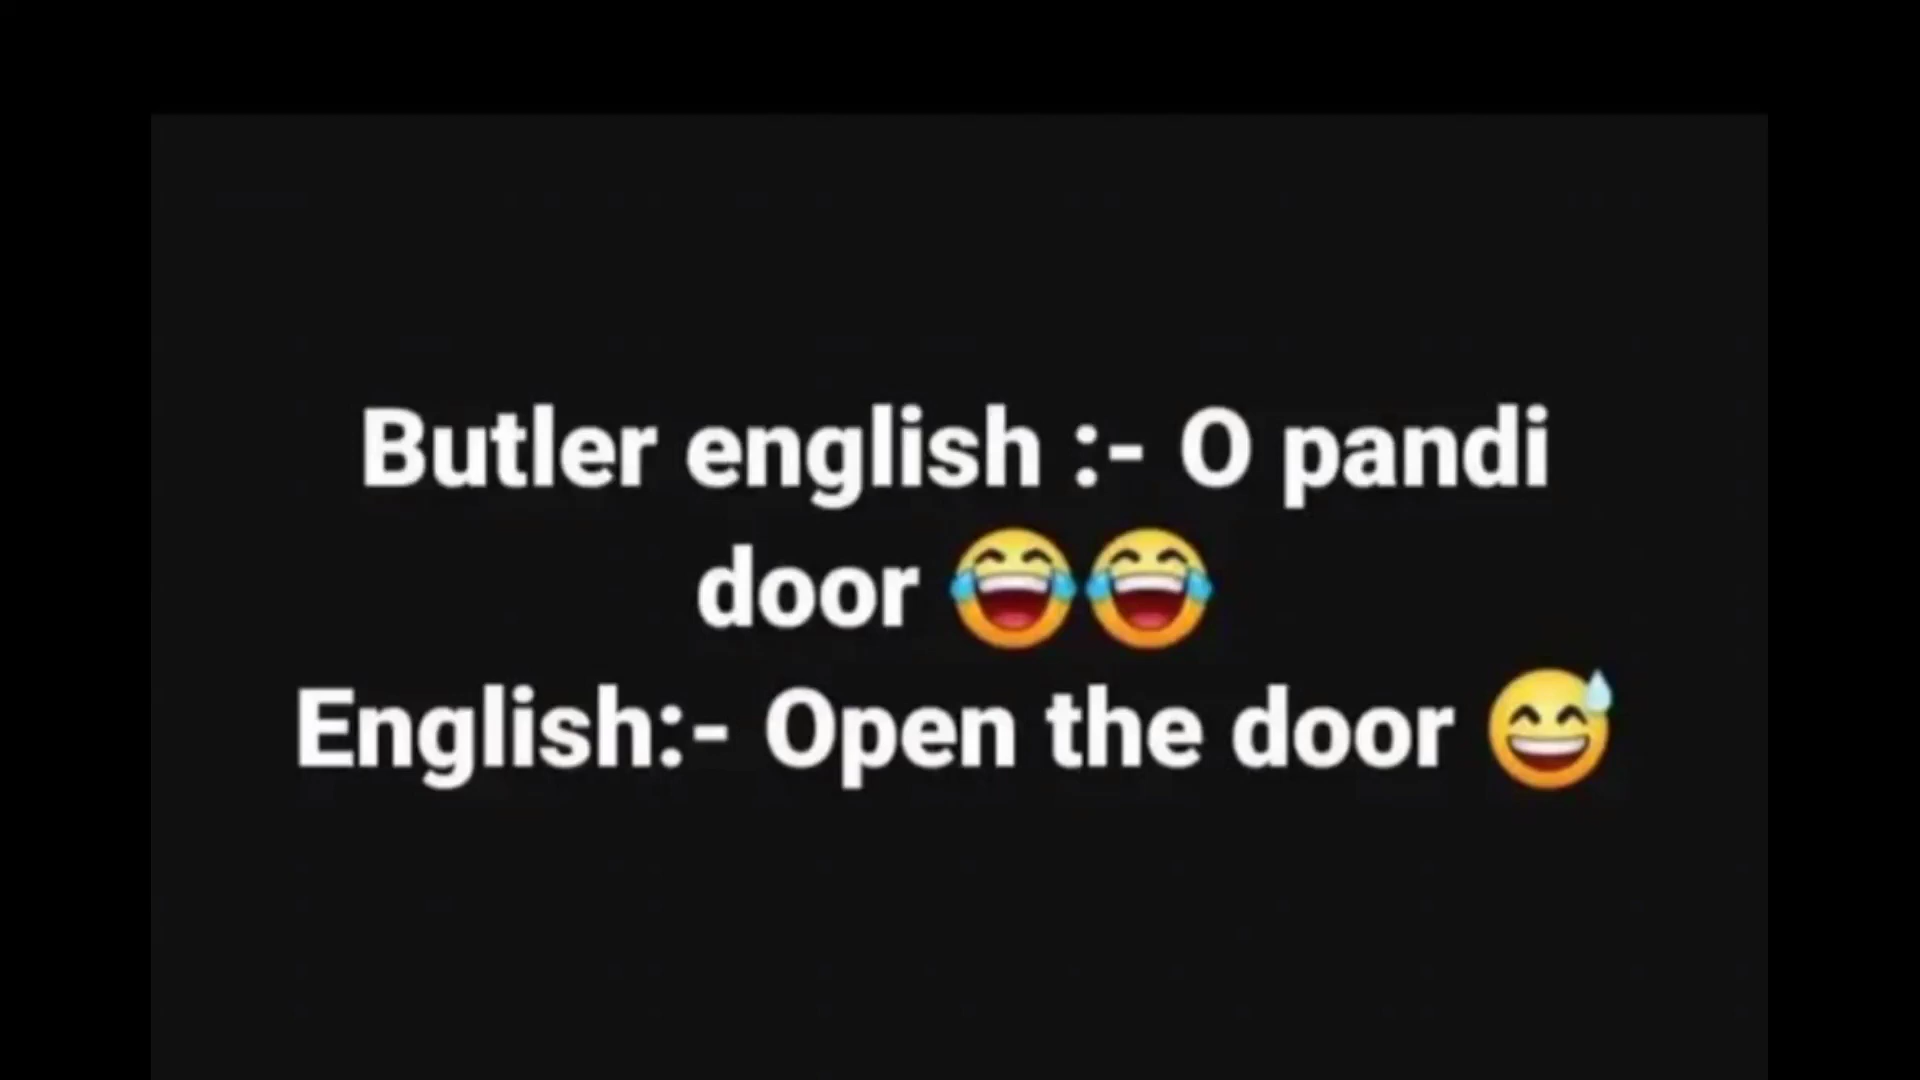 Butler english :- O pandi
door 😂😂
English:- Open the door 😅